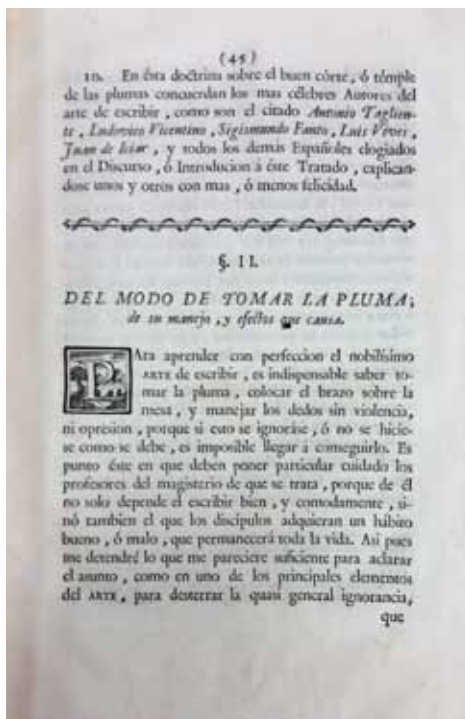 (45)
10. En ésta doctrina sobre el buen córte, ó témple
de las plumas concuerdan los mas célebres Autores del
arte de escribir, como son el citado Antonio Taglien-
te, Ludovico Vicentino, Segismundo Fanto, Luis Vives,
Juan de Iciar, y todos los demás Españoles elogiados
en el Discurso, ó Introducion á éste Tratado, explican-
dose unos y otros con mas, ó menos felicidad.
§. II.
DEL MODO DE TOMAR LA PLUMA;
de su manejo, y efectos que causa.
PAra aprender con perfeccion el nobilísimo
ARTE de escribir, es indispensable saber to-
mar la pluma, colocar el brazo sobre la
mesa, y manejar los dedos sin violencia,
ni opresion, porque si esto se ignoráse, ó no se hicie-
se como se debe, es imposible llegar á conseguirlo. Es
punto éste en que deben poner particular cuidado los
profesores del magisterio de que se trata, porque de él
no solo depende el escribir bien, y comodamente, si-
nó tambien el que los discipulos adquieran un hábito
bueno, ó malo, que permanecerá toda la vida. Asi pues
me detendré lo que me pareciere suficiente para aclarar
el asunto, como en uno de los principales elementos
del ARTE, para desterrar la quasi general ignorancia,
que